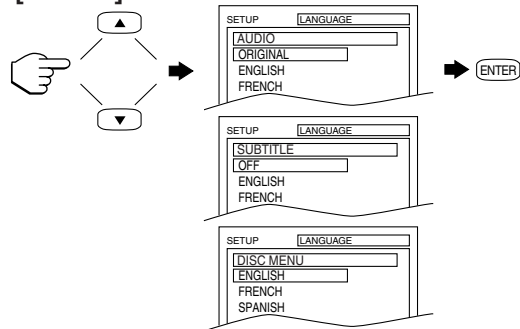 SETUP LANGUAGE
AUDIO
ORIGINAL
ENGLISH
FRENCH
ENTER
SETUP LANGUAGE
SUBTITLE
OFF
ENGLISH
FRENCH
SETUP LANGUAGE
DISC MENU
ENGLISH
FRENCH
SPANISH